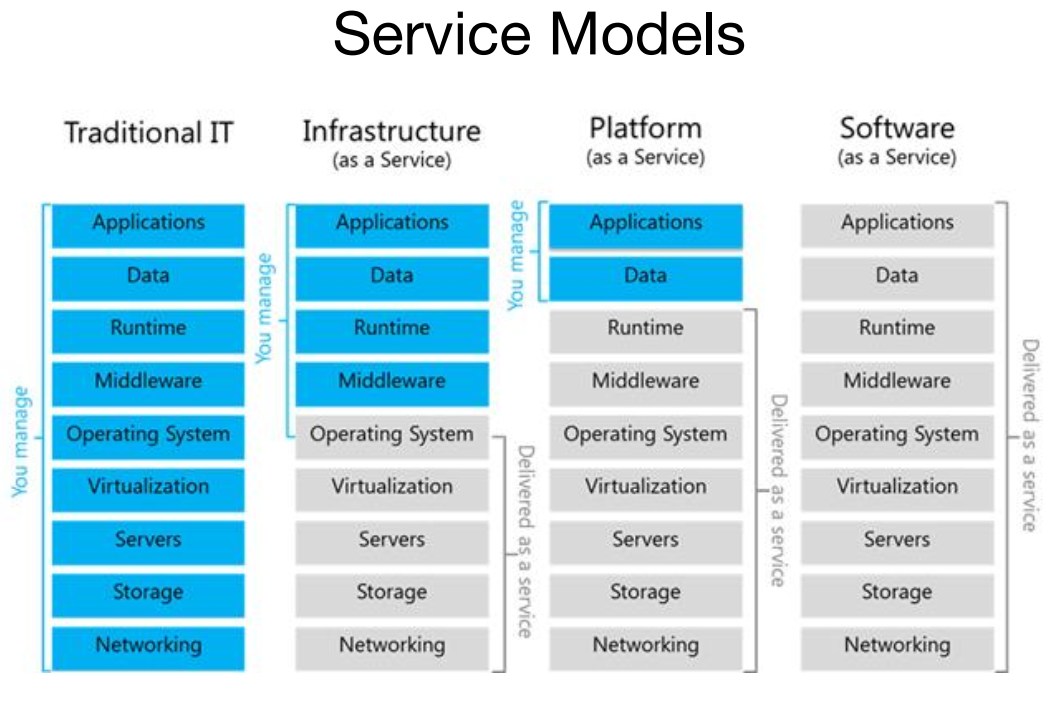 Service Models
Traditional IT
Applications
Data
Runtime
Middleware
Operating System
Virtualization
Servers
Storage
Networking
You manage
Infrastructure
(as a Service)
Applications
Data
Runtime
Middleware
Operating System
Virtualization
Servers
Storage
Networking
You manage
Delivered as a service
Platform
(as a Service)
Applications
Data
Runtime
Middleware
Operating System
Virtualization
Servers
Storage
Networking
You manage
Delivered as a service
Software
(as a Service)
Applications
Data
Runtime
Middleware
Operating System
Virtualization
Servers
Storage
Networking
Delivered as a service